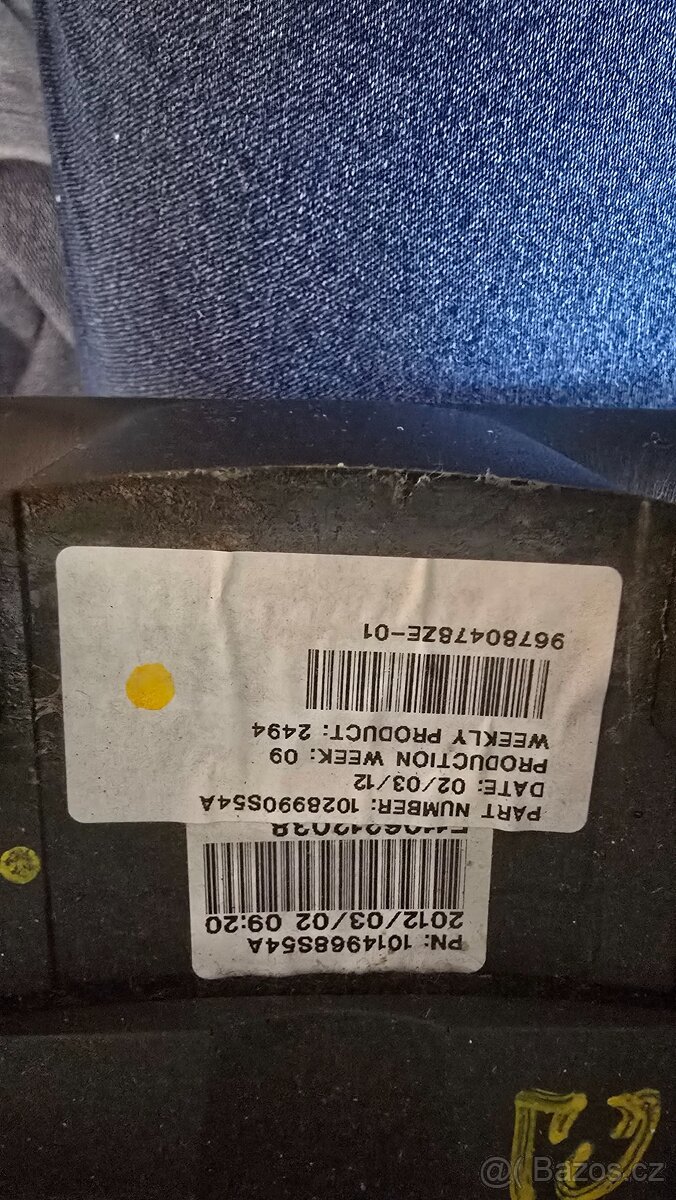 PN: 1014968S54A
2012/03/02 09:20
PART NUMBER: 1028990S54A
DATE: 02/03/12
PRODUCTION WEEK: 09
WEEKLY PRODUCT: 2494
96780478ZE-01
Bazos.cz